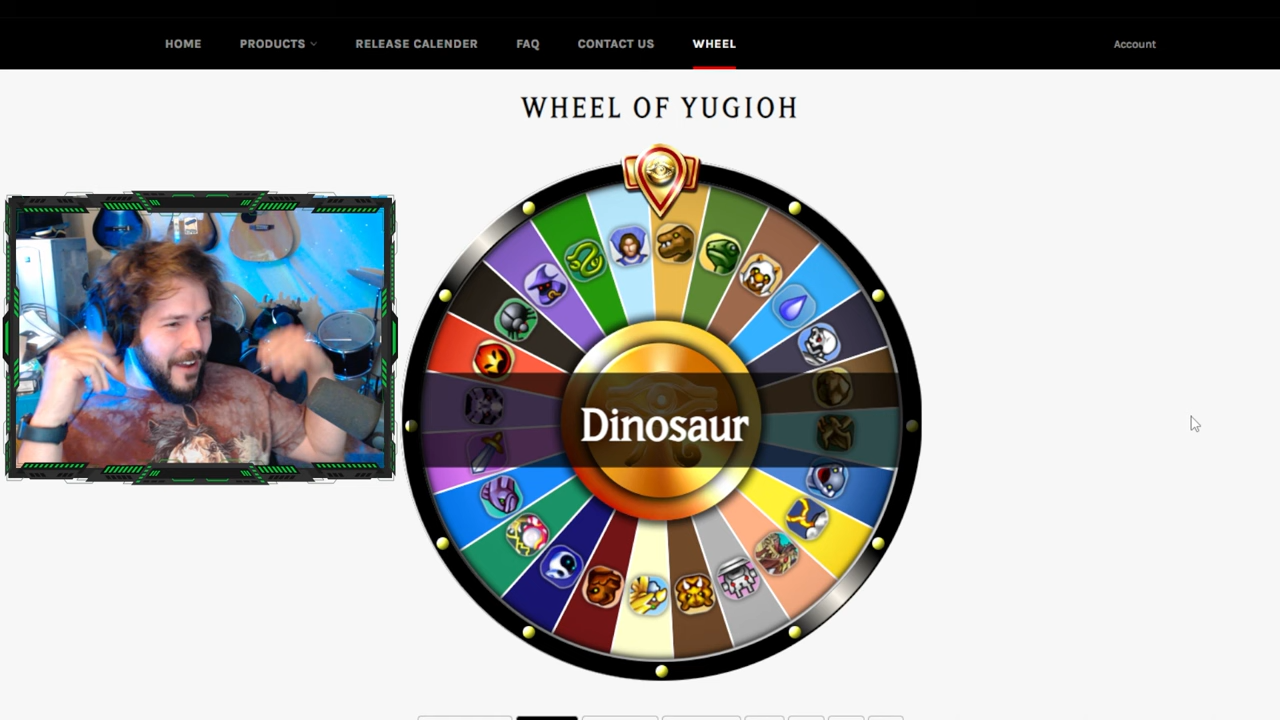 HOME PRODUCTS RELEASE CALENDER FAQ CONTACT US WHEEL Account
WHEEL OF YUGIOH
Dinosaur